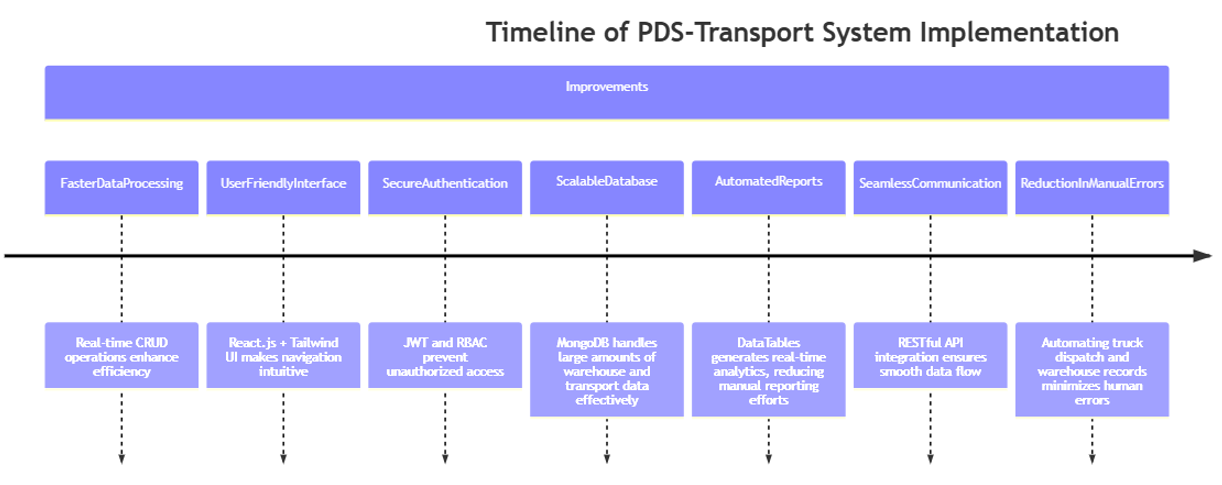 Timeline of PDS-Transport System Implementation
Improvements
FasterDataProcessing
UserFriendlyInterface
SecureAuthentication
ScalableDatabase
AutomatedReports
SeamlessCommunication
ReductionInManualErrors
Real-time CRUD
operations enhance
efficiency
React.js + Tailwind
UI makes navigation
intuitive
JWT and RBAC
prevent
unauthorized access
MongoDB handles
large amounts of
warehouse and
transport data
effectively
DataTables
generates real-time
analytics, reducing
manual reporting
efforts
RESTful API
integration ensures
smooth data flow
Automating truck
dispatch and
warehouse records
minimizes human
errors